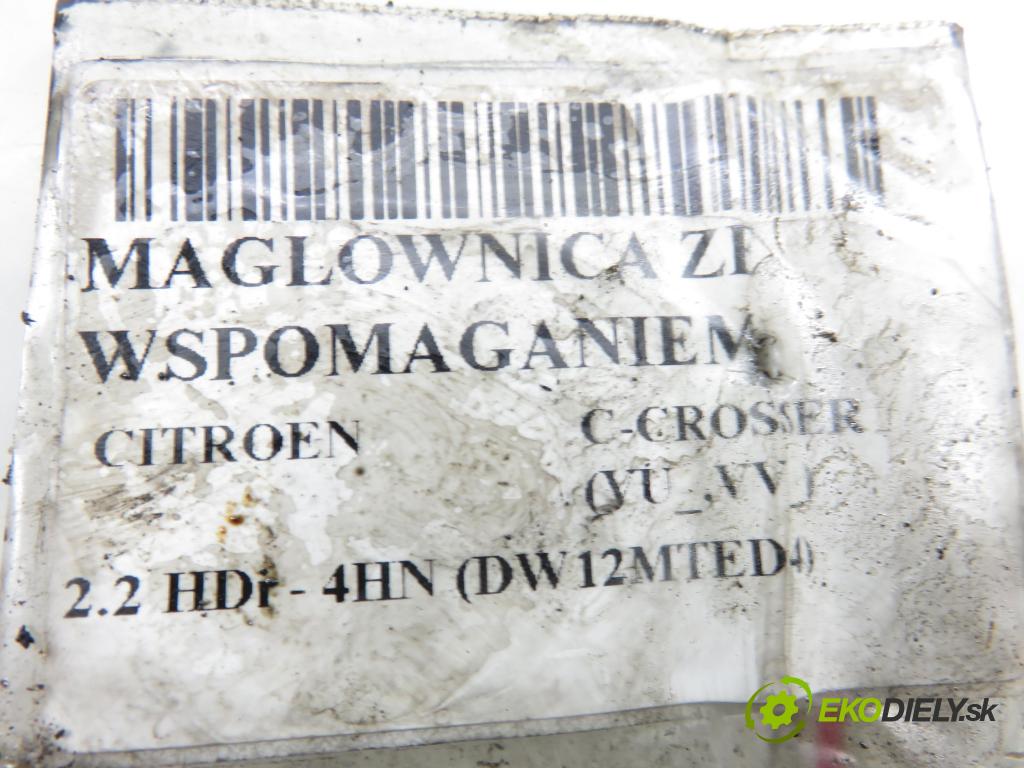 MAGLOWNICA ZE
WSPOMAGANIEM
CITROEN C-CROSSER
(VU_, VV_)
2.2 HDi - 4HN (DW12MTED4)
EKODIELY.sk